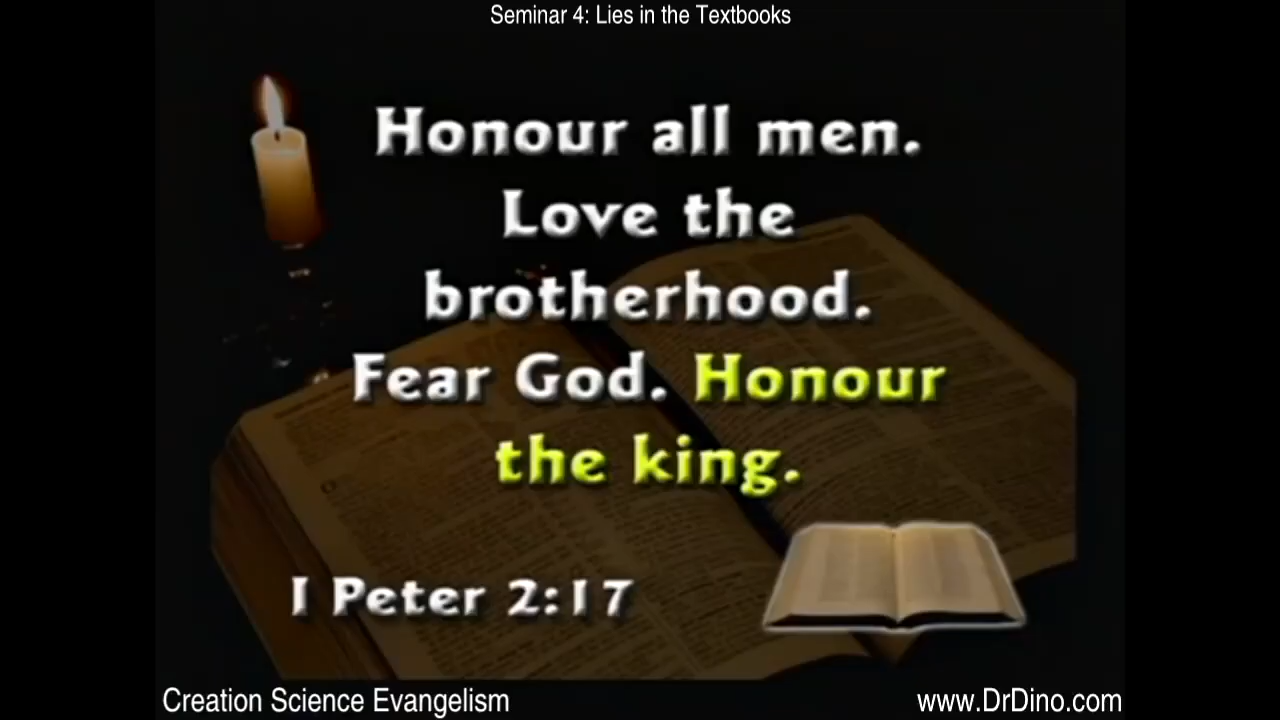 Seminar 4: Lies in the Textbooks
Honour all men.
Love the
brotherhood.
Fear God. Honour
the king.
I Peter 2:17
Creation Science Evangelism
www.DrDino.com